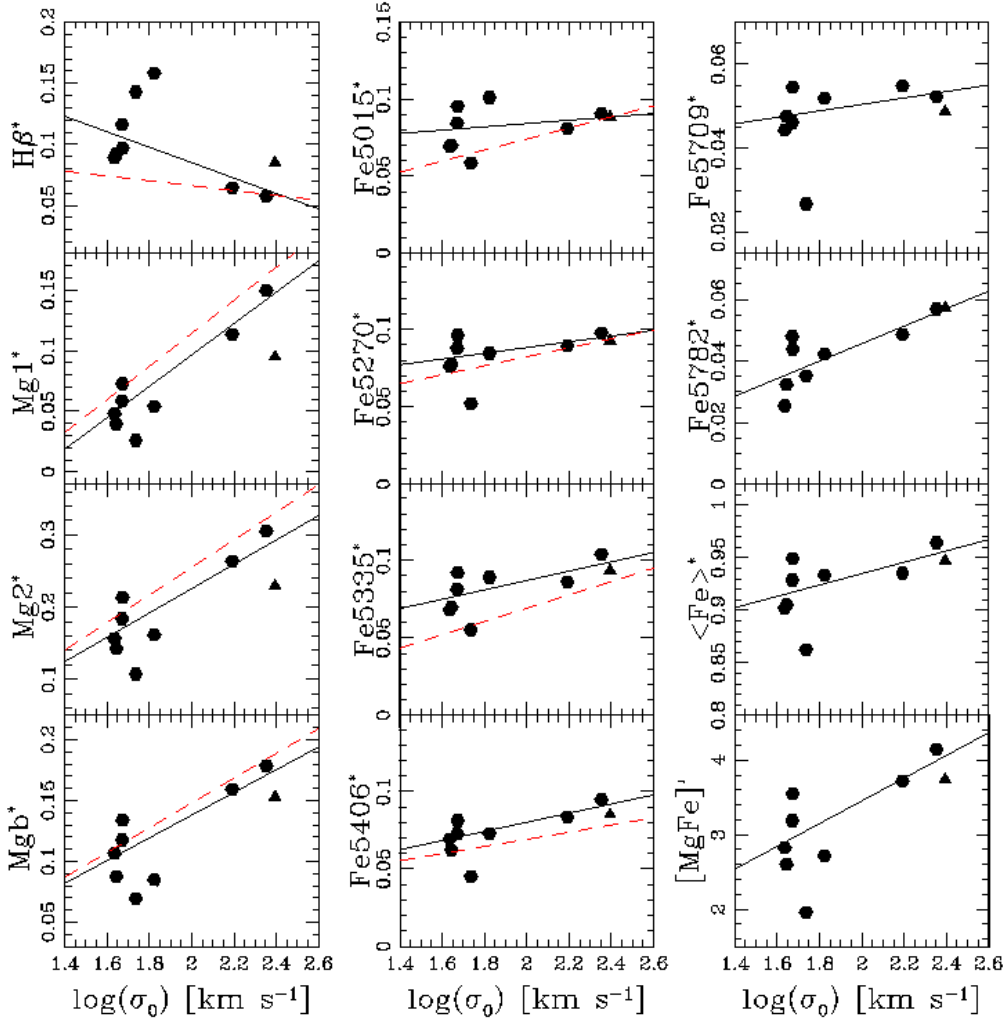 0.2
0.15
0.1
0.05
Hβ*
0.15
0.1
0.05
0
Fe5015*
0.06
0.04
0.02
Fe5709*
0.15
0.1
0.05
0
Mg1*
0.1
0.05
0
Fe5270*
0.06
0.04
0.02
0
Fe5782*
0.3
0.2
0.1
Mg2*
0.1
0.05
0
Fe5335*
1
0.95
0.9
0.85
0.8
<Fe>*
0.2
0.15
0.1
0.05
Mgb*
0.1
0.05
0
Fe5406*
5
4
3
2
[MgFe]'
1.4 1.6 1.8 2 2.2 2.4 2.6
1.4 1.6 1.8 2 2.2 2.4 2.6
1.4 1.6 1.8 2 2.2 2.4 2.6
log(σ₀) [km s⁻¹]
log(σ₀) [km s⁻¹]
log(σ₀) [km s⁻¹]